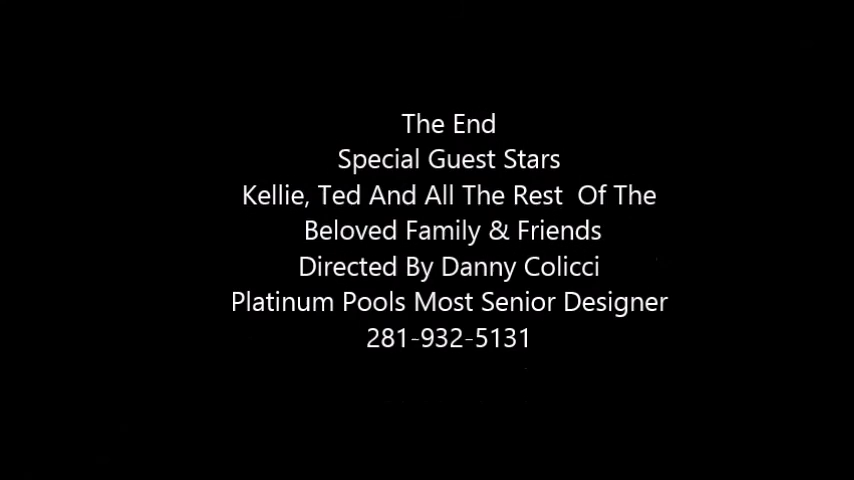 The End
Special Guest Stars
Kellie, Ted And All The Rest  Of The
Beloved Family & Friends
Directed By Danny Colicci
Platinum Pools Most Senior Designer
281-932-5131